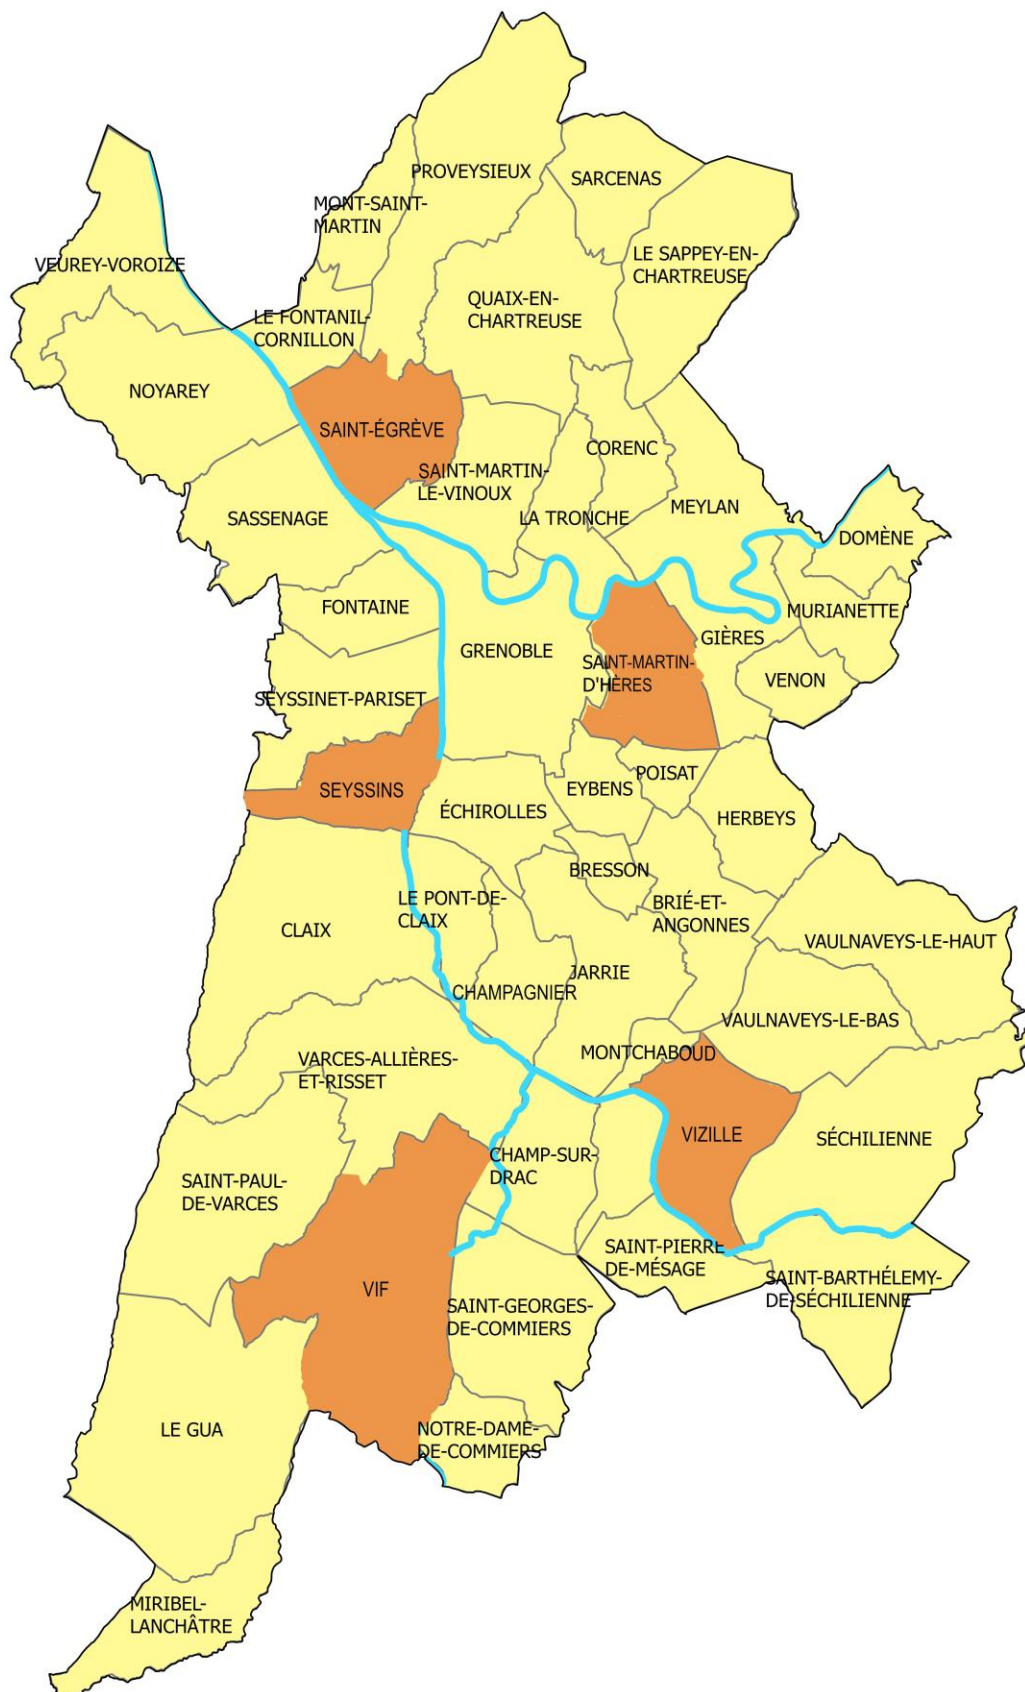 PROVEYSIEUX
SARCENAS
MONT-SAINT-
MARTIN
LE SAPPEY-EN-
CHARTREUSE
VEUREY-VOROIZE
QUAIX-EN-
CHARTREUSE
LE FONTANIL-
CORNILLON
NOYAREY
SAINT-ÉGRÈVE
CORENC
SAINT-MARTIN-
LE-VINOUX
MEYLAN
SASSENAGE
LA TRONCHE
DOMÈNE
FONTAINE
MURIANETTE
GIÈRES
GRENOBLE
SAINT-MARTIN-
D'HÈRES
VENON
SEYSSINET-PARISET
POISAT
SEYSSINS
EYBENS
ÉCHIROLLES
HERBEYS
BRESSON
LE PONT-DE-
CLAIX
BRIÉ-ET-
ANGONNES
CLAIX
VAULNAVEYS-LE-HAUT
JARRIE
CHAMPAGNIER
VAULNAVEYS-LE-BAS
MONTCHABOUD
VARCES-ALLIÈRES-
ET-RISSET
VIZILLE
SÉCHILIENNE
CHAMP-SUR-
DRAC
SAINT-PAUL-
DE-VARCES
SAINT-PIERRE
DE-MÉSAGE
SAINT-BARTHÉLEMY-
DE-SÉCHILIENNE
VIF
SAINT-GEORGES-
DE-COMMIERS
LE GUA
NOTRE-DAME-
DE-COMMIERS
MIRIBEL-
LANCHÂTRE